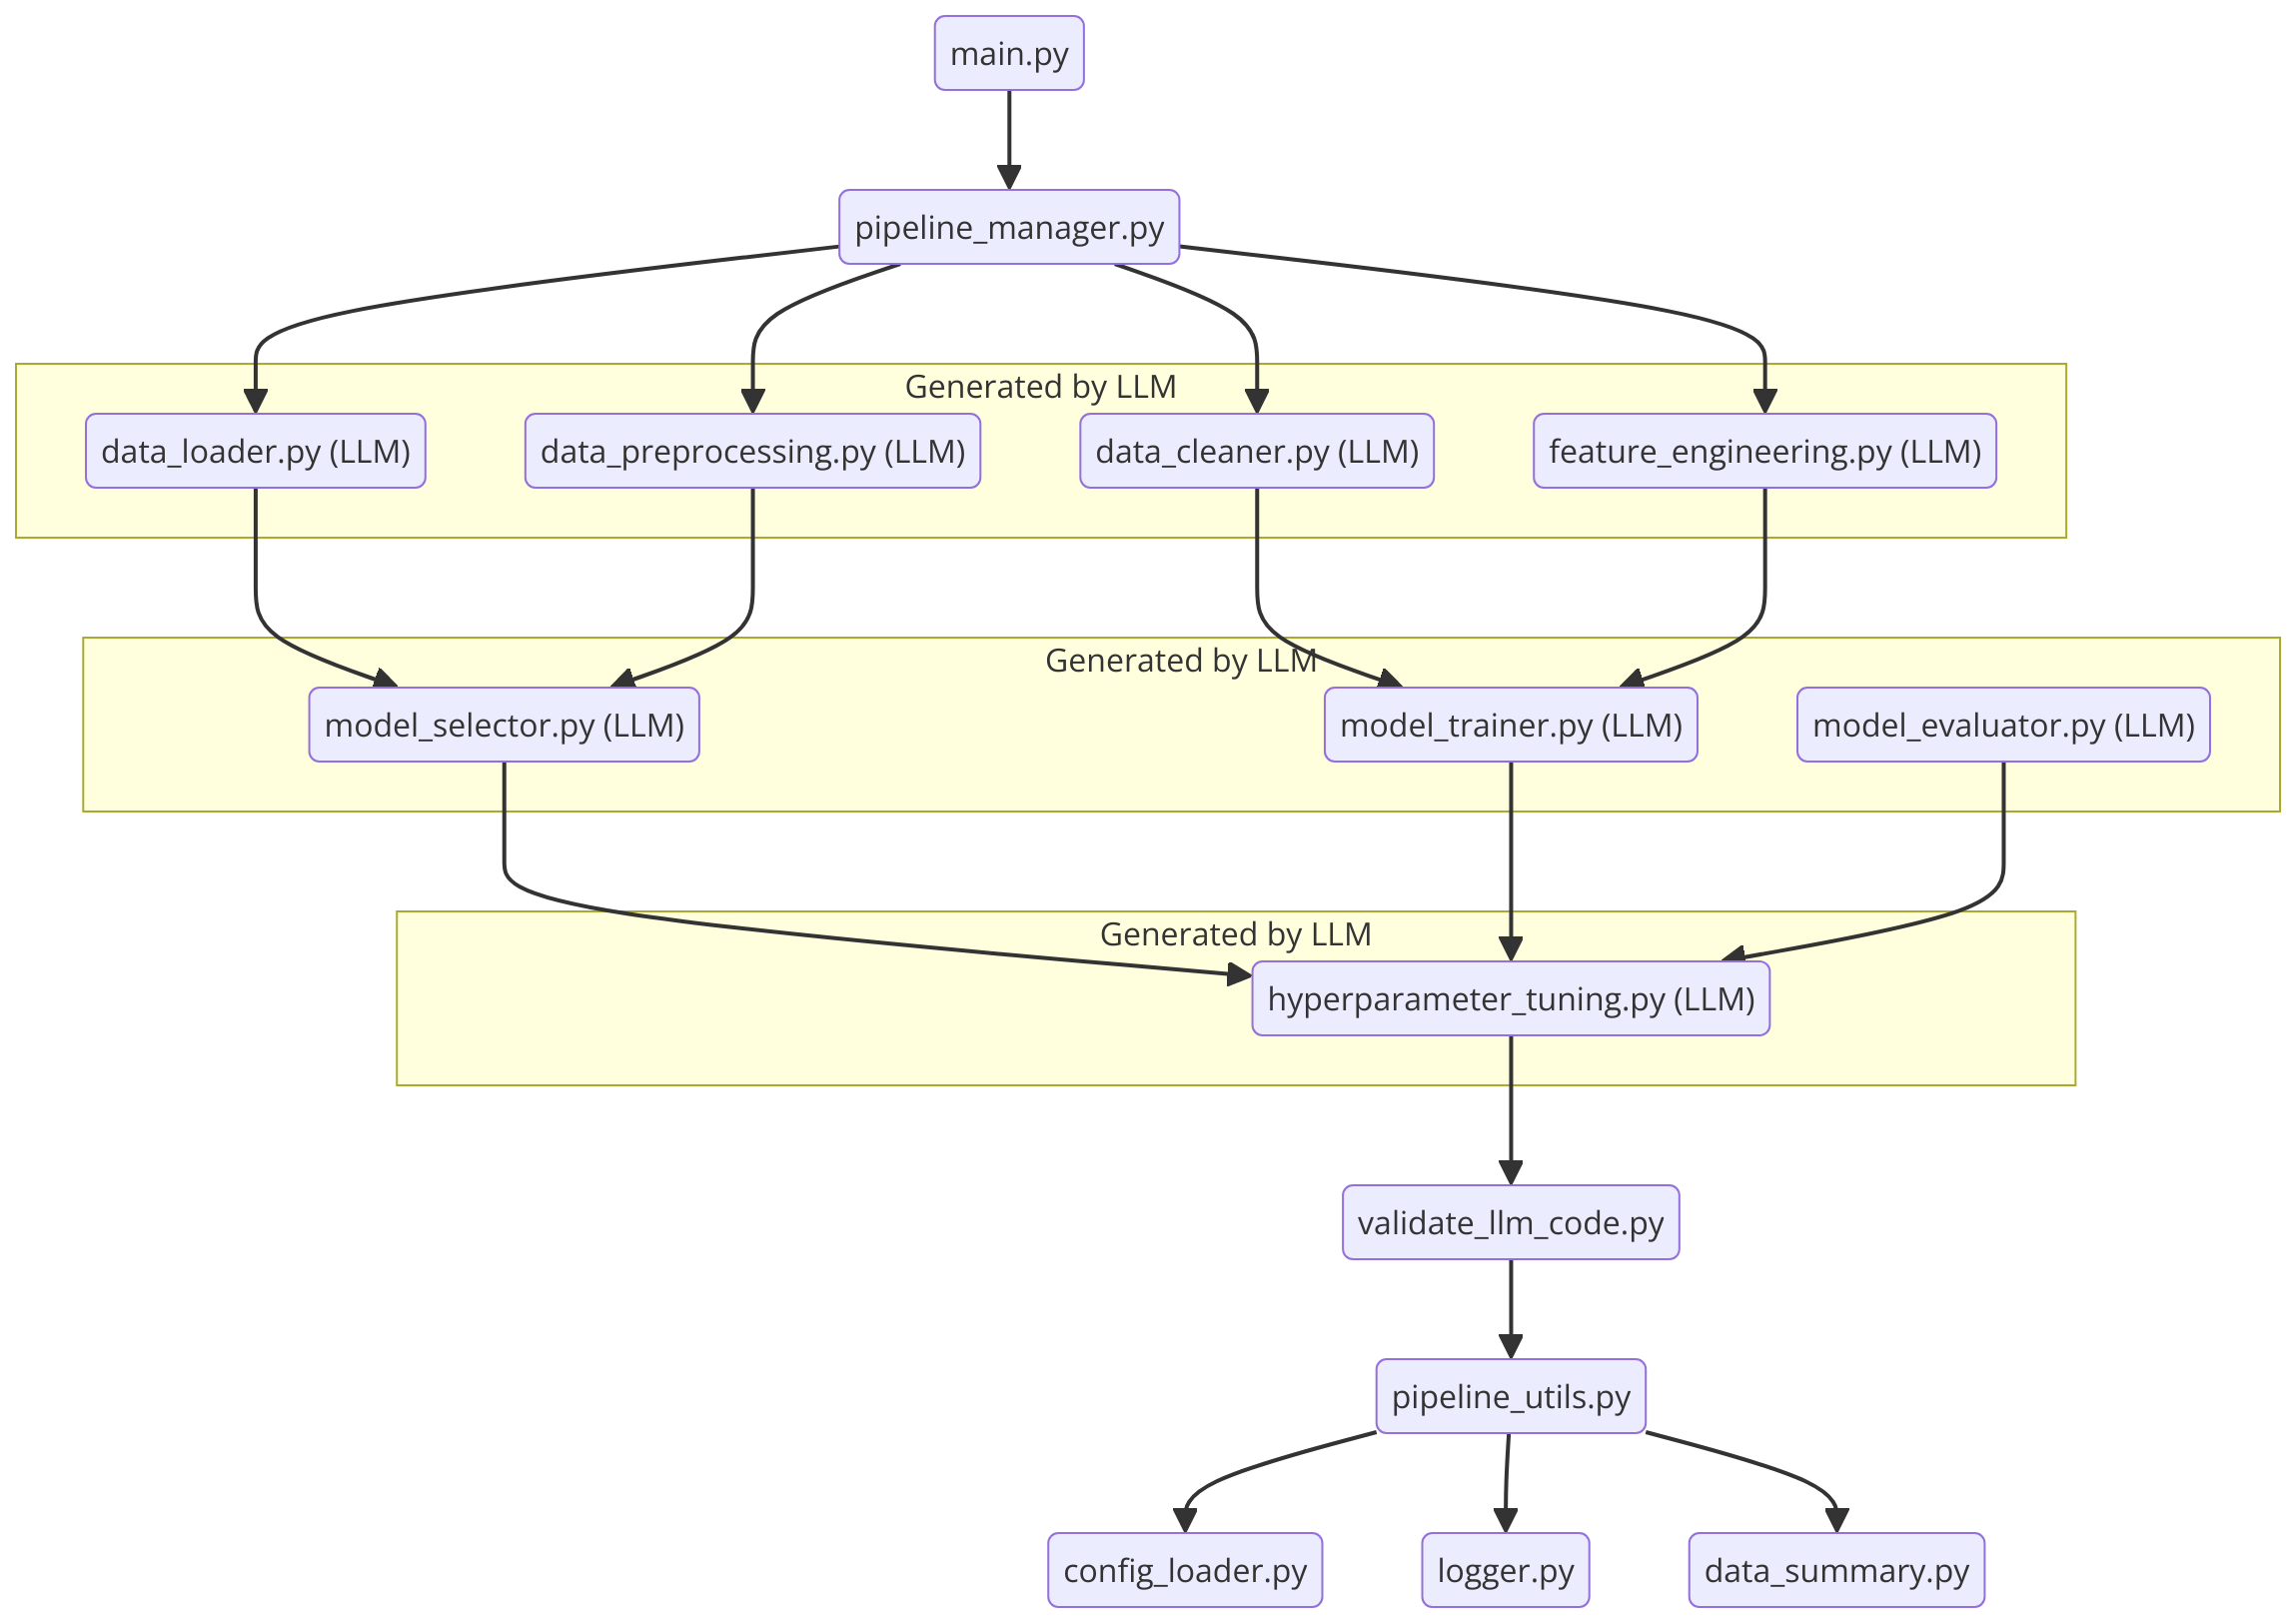 main.py
pipeline_manager.py
Generated by LLM
data_loader.py (LLM)
data_preprocessing.py (LLM)
data_cleaner.py (LLM)
feature_engineering.py (LLM)
Generated by LLM
model_selector.py (LLM)
model_trainer.py (LLM)
model_evaluator.py (LLM)
Generated by LLM
hyperparameter_tuning.py (LLM)
validate_llm_code.py
pipeline_utils.py
config_loader.py
logger.py
data_summary.py